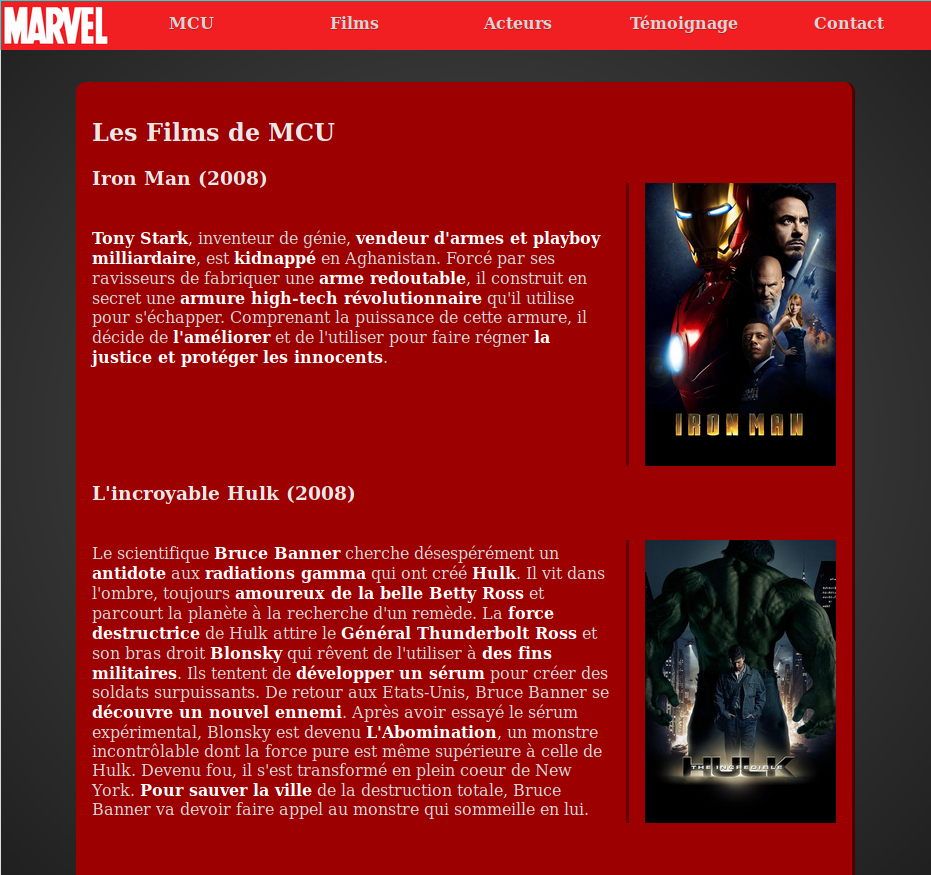 MARVEL MCU Films Acteurs Témoignage Contact
Les Films de MCU
Iron Man (2008)
Tony Stark, inventeur de génie, vendeur d'armes et playboy
milliardaire, est kidnappé en Aghanistan. Forcé par ses
ravisseurs de fabriquer une arme redoutable, il construit en
secret une armure high-tech révolutionnaire qu'il utilise
pour s'échapper. Comprenant la puissance de cette armure, il
décide de l'améliorer et de l'utiliser pour faire régner la
justice et protéger les innocents.
IRON MAN
L'incroyable Hulk (2008)
Le scientifique Bruce Banner cherche désespérément un
antidote aux radiations gamma qui ont créé Hulk. Il vit dans
l'ombre, toujours amoureux de la belle Betty Ross et
parcourt la planète à la recherche d'un remède. La force
destructrice de Hulk attire le Général Thunderbolt Ross et
son bras droit Blonsky qui rêvent de l'utiliser à des fins
militaires. Ils tentent de développer un sérum pour créer des
soldats surpuissants. De retour aux Etats-Unis, Bruce Banner se
découvre un nouvel ennemi. Après avoir essayé le sérum
expérimental, Blonsky est devenu L'Abomination, un monstre
incontrôlable dont la force pure est même supérieure à celle de
Hulk. Devenu fou, il s'est transformé en plein coeur de New
York. Pour sauver la ville de la destruction totale, Bruce
Banner va devoir faire appel au monstre qui sommeille en lui.
THE INCREDIBLE
HULK